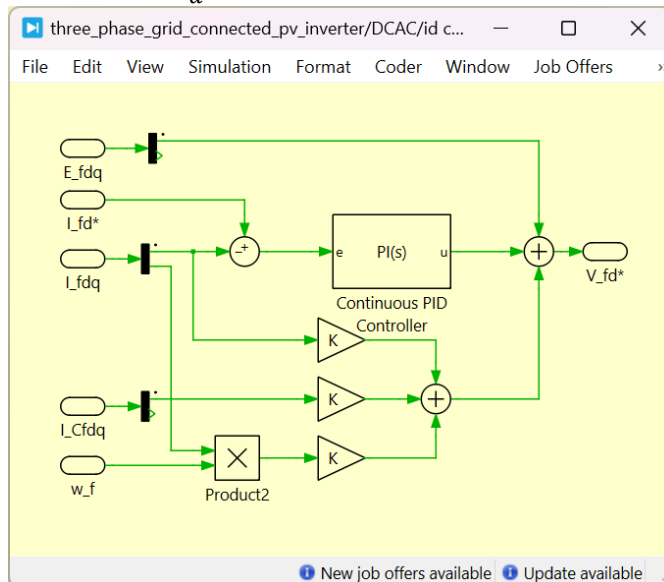 d
three_phase_grid_connected_pv_inverter/DCAC/id c...
File Edit View Simulation Format Coder Window Job Offers
E_fdq
I_fd*
I_fdq
e PI(s) u
V_fd*
Continuous PID
Controller
K
K
I_Cfdq
K
w_f
Product2
New job offers available Update available